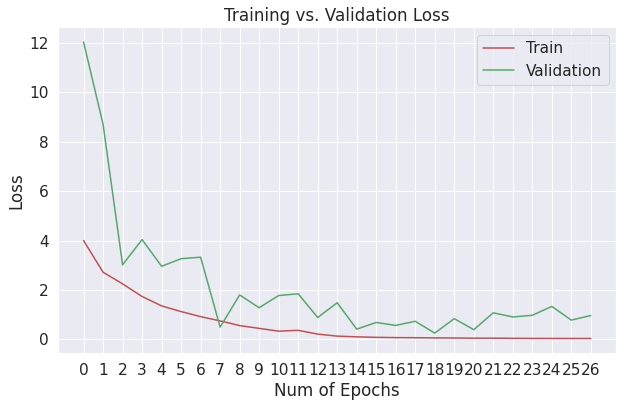 Training vs. Validation Loss
Train
Validation
Loss
12
10
8
6
4
2
0
0 1 2 3 4 5 6 7 8 9 10 11 12 13 14 15 16 17 18 19 20 21 22 23 24 25 26
Num of Epochs